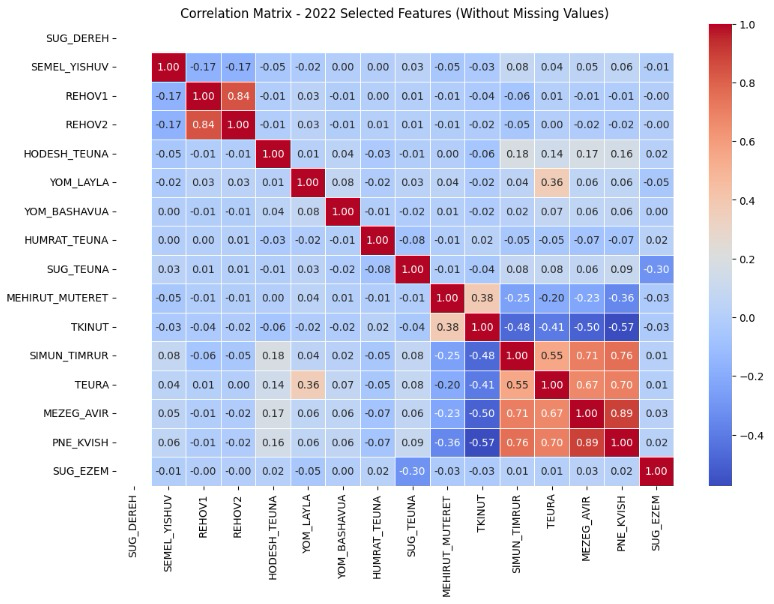 Correlation Matrix - 2022 Selected Features (Without Missing Values)
SUG_DEREH
SEMEL_YISHUV 1.00 -0.17 -0.17 -0.05 -0.02 0.00 0.00 0.03 -0.05 -0.03 0.08 0.04 0.05 0.06 -0.01
REHOV1 -0.17 1.00 0.84 -0.01 0.03 -0.01 0.00 0.01 -0.01 -0.04 -0.06 0.01 -0.01 -0.01 -0.00
REHOV2 -0.17 0.84 1.00 -0.01 0.03 -0.01 0.01 0.01 -0.01 -0.02 -0.05 0.00 -0.02 -0.02 -0.00
HODESH_TEUNA -0.05 -0.01 -0.01 1.00 0.01 0.04 -0.03 -0.01 0.00 -0.06 0.18 0.14 0.17 0.16 0.02
YOM_LAYLA -0.02 0.03 0.03 0.01 1.00 0.08 -0.02 0.03 0.04 -0.02 0.04 0.36 0.06 0.06 -0.05
YOM_BASHAVUA 0.00 -0.01 -0.01 0.04 0.08 1.00 -0.01 -0.02 0.01 -0.02 0.02 0.07 0.06 0.06 0.00
HUMRAT_TEUNA 0.00 0.00 0.01 -0.03 -0.02 -0.01 1.00 -0.08 -0.01 0.02 -0.05 -0.05 -0.07 -0.07 0.02
SUG_TEUNA 0.03 0.01 0.01 -0.01 0.03 -0.02 -0.08 1.00 -0.01 -0.04 0.08 0.08 0.06 0.09 -0.30
MEHIRUT_MUTERET -0.05 -0.01 -0.01 0.00 0.04 0.01 -0.01 -0.01 1.00 0.38 -0.25 -0.20 -0.23 -0.36 -0.03
TKINUT -0.03 -0.04 -0.02 -0.06 -0.02 -0.02 0.02 -0.04 0.38 1.00 -0.48 -0.41 -0.50 -0.57 -0.03
SIMUN_TIMRUR 0.08 -0.06 -0.05 0.18 0.04 0.02 -0.05 0.08 -0.25 -0.48 1.00 0.55 0.71 0.76 0.01
TEURA 0.04 0.01 0.00 0.14 0.36 0.07 -0.05 0.08 -0.20 -0.41 0.55 1.00 0.67 0.70 0.01
MEZEG_AVIR 0.05 -0.01 -0.02 0.17 0.06 0.06 -0.07 0.06 -0.23 -0.50 0.71 0.67 1.00 0.89 0.03
PNE_KVISH 0.06 -0.01 -0.02 0.16 0.06 0.06 -0.07 0.09 -0.36 -0.57 0.76 0.70 0.89 1.00 0.02
SUG_EZEM -0.01 -0.00 -0.00 0.02 -0.05 0.00 0.02 -0.30 -0.03 -0.03 0.01 0.01 0.03 0.02 1.00
SUG_DEREH
SEMEL_YISHUV
REHOV1
REHOV2
HODESH_TEUNA
YOM_LAYLA
YOM_BASHAVUA
HUMRAT_TEUNA
SUG_TEUNA
MEHIRUT_MUTERET
TKINUT
SIMUN_TIMRUR
TEURA
MEZEG_AVIR
PNE_KVISH
SUG_EZEM
1.0
0.8
0.6
0.4
0.2
0.0
−0.2
−0.4